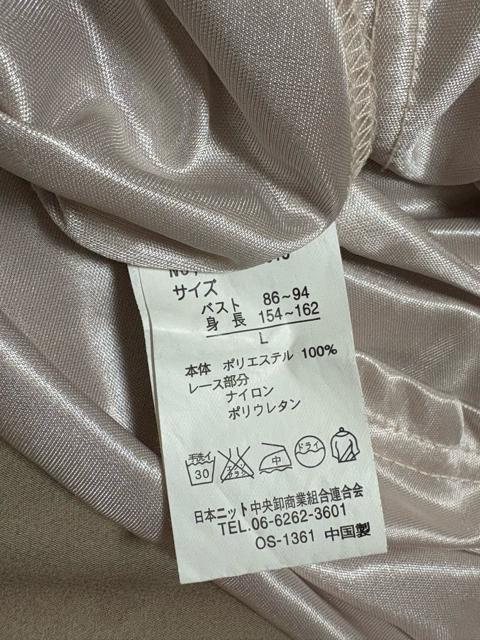 サイズ
バスト 86~94
身長 154~162
L
本体 ポリエステル 100%
レース部分
ナイロン
ポリウレタン
手洗イ 30 中 ドライ
日本ニット中央卸商業組合連合会
TEL.06-6262-3601
OS-1361 中国製